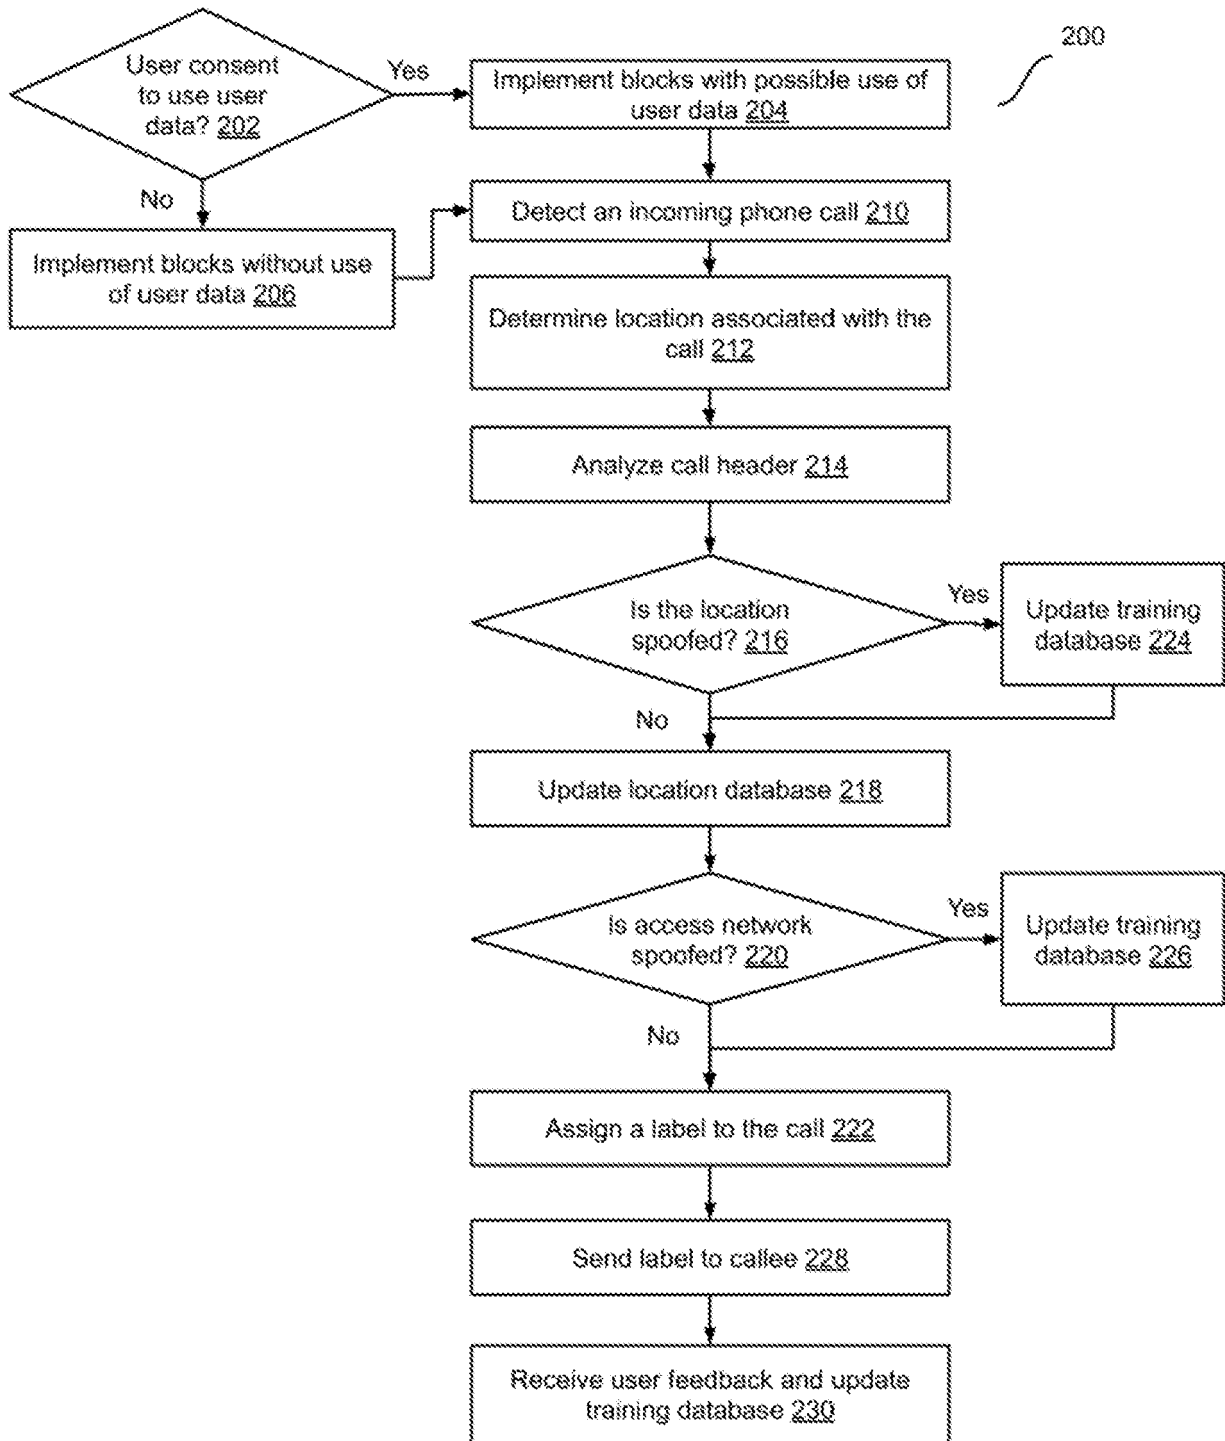 200
User consent
to use user
data? 202
Yes
Implement blocks with possible use of
user data 204
No
Implement blocks without use
of user data 206
Detect an incoming phone call 210
Determine location associated with the
call 212
Analyze call header 214
Is the location
spoofed? 216
Yes
Update training
database 224
No
Update location database 218
Is access network
spoofed? 220
Yes
Update training
database 226
No
Assign a label to the call 222
Send label to callee 228
Receive user feedback and update
training database 230